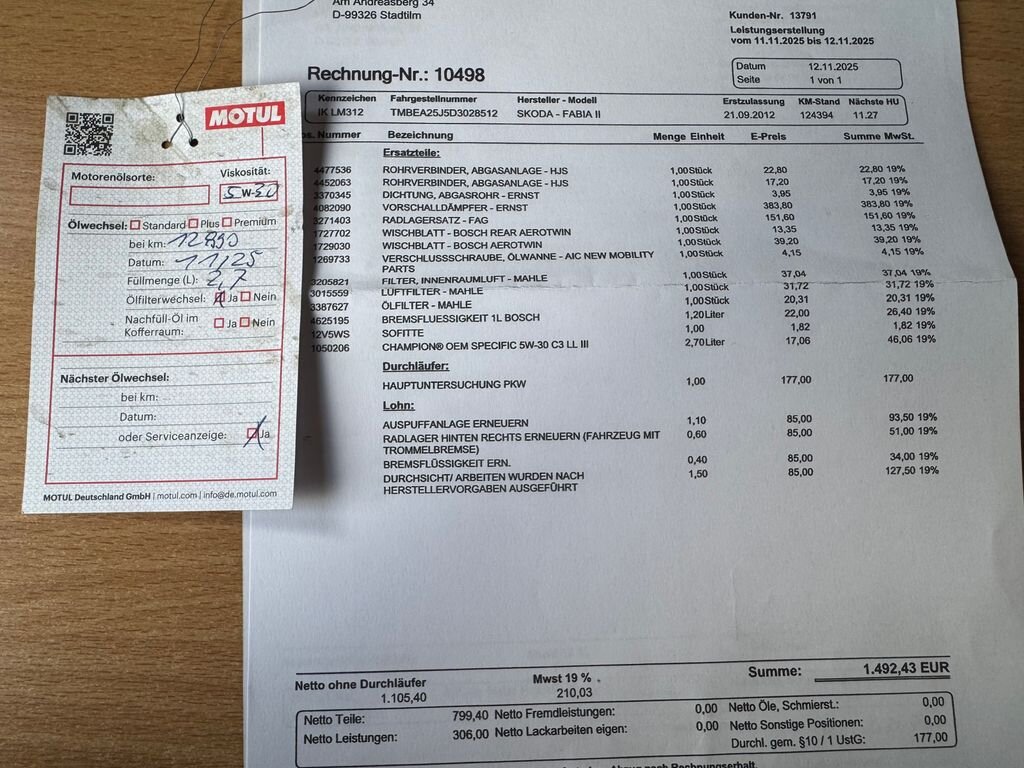 Am Andreasberg 34
D-99326 Stadtilm
Kunden-Nr. 13791
Leistungserstellung
vom 11.11.2025 bis 12.11.2025
Datum 12.11.2025
Seite 1 von 1
Rechnung-Nr.: 10498
Kennzeichen Fahrgestellnummer Hersteller - Modell Erstzulassung KM-Stand Nächste HU
IK LM312 TMBEA25J5D3028512 SKODA - FABIA II 21.09.2012 124394 11.27
os. Nummer Bezeichnung Menge Einheit E-Preis Summe MwSt.
Ersatzteile:
4477536 ROHRVERBINDER, ABGASANLAGE - HJS 1,00 Stück 22,80 22,80 19%
4452063 ROHRVERBINDER, ABGASANLAGE - HJS 1,00 Stück 17,20 17,20 19%
3370345 DICHTUNG, ABGASROHR - ERNST 1,00 Stück 3,95 3,95 19%
4082090 VORSCHALLDÄMPFER - ERNST 1,00 Stück 383,80 383,80 19%
3271403 RADLAGERSATZ - FAG 1,00 Stück 151,60 151,60 19%
1727702 WISCHBLATT - BOSCH REAR AEROTWIN 1,00 Stück 13,35 13,35 19%
1729030 WISCHBLATT - BOSCH AEROTWIN 1,00 Stück 39,20 39,20 19%
1269733 VERSCHLUSSSCHRAUBE, ÖLWANNE - AIC NEW MOBILITY 1,00 Stück 4,15 4,15 19%
PARTS
3205821 FILTER, INNENRAUMLUFT - MAHLE 1,00 Stück 37,04 37,04 19%
3015559 LUFTFILTER - MAHLE 1,00 Stück 31,72 31,72 19%
3387627 ÖLFILTER - MAHLE 1,00 Stück 20,31 20,31 19%
4625195 BREMSFLUESSIGKEIT 1L BOSCH 1,20 Liter 22,00 26,40 19%
12V5WS SOFITTE 1,00 1,82 1,82 19%
1050206 CHAMPION® OEM SPECIFIC 5W-30 C3 LL III 2,70 Liter 17,06 46,06 19%
Durchläufer:
HAUPTUNTERSUCHUNG PKW 1,00 177,00 177,00
Lohn:
AUSPUFFANLAGE ERNEUERN 1,10 85,00 93,50 19%
RADLAGER HINTEN RECHTS ERNEUERN (FAHRZEUG MIT 0,60 85,00 51,00 19%
TROMMELBREMSE)
BREMSFLÜSSIGKEIT ERN. 0,40 85,00 34,00 19%
DURCHSICHT/ ARBEITEN WURDEN NACH 1,50 85,00 127,50 19%
HERSTELLERVORGABEN AUSGEFÜHRT
Netto ohne Durchläufer Mwst 19 % Summe: 1.492,43 EUR
1.105,40 210,03
Netto Teile: 799,40 Netto Fremdleistungen: 0,00 Netto Öle, Schmierst.: 0,00
Netto Leistungen: 306,00 Netto Lackarbeiten eigen: 0,00 Netto Sonstige Positionen: 0,00
Durchl. gem. §10 / 1 UstG: 177,00
MOTUL
Motorenölsorte: Viskosität:
5W-30
Ölwechsel: Standard Plus Premium
bei km: 12890
Datum: 11/25
Füllmenge (L): 2,7
Ölfilterwechsel: Ja Nein
Nachfüll-Öl im
Kofferraum: Ja Nein
Nächster Ölwechsel:
bei km:
Datum:
oder Serviceanzeige: Ja
MOTUL Deutschland GmbH | motul.com | info@de.motul.com